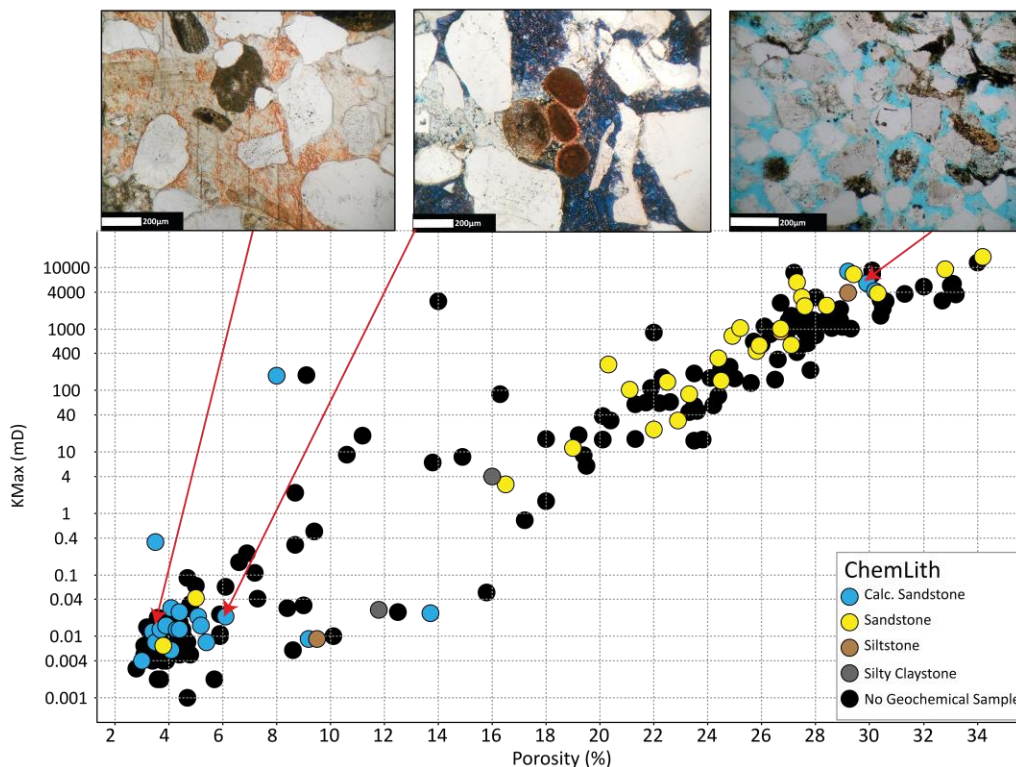 200µm
200µm
200µm
10000
4000
1000
400
100
40
10
4
1
0.4
0.1
0.04
0.01
0.004
0.001
KMax (mD)
ChemLith
Calc. Sandstone
Sandstone
Siltstone
Silty Claystone
No Geochemical Sample
2 4 6 8 10 12 14 16 18 20 22 24 26 28 30 32 34
Porosity (%)